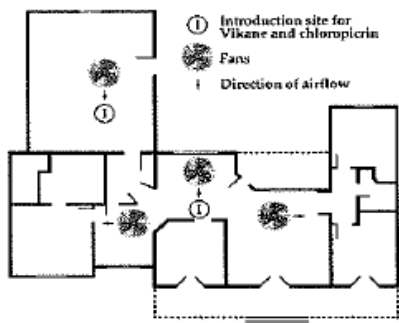 I Introduction site for
Vikane and chloropicrin
Fans
Direction of airflow
I
I